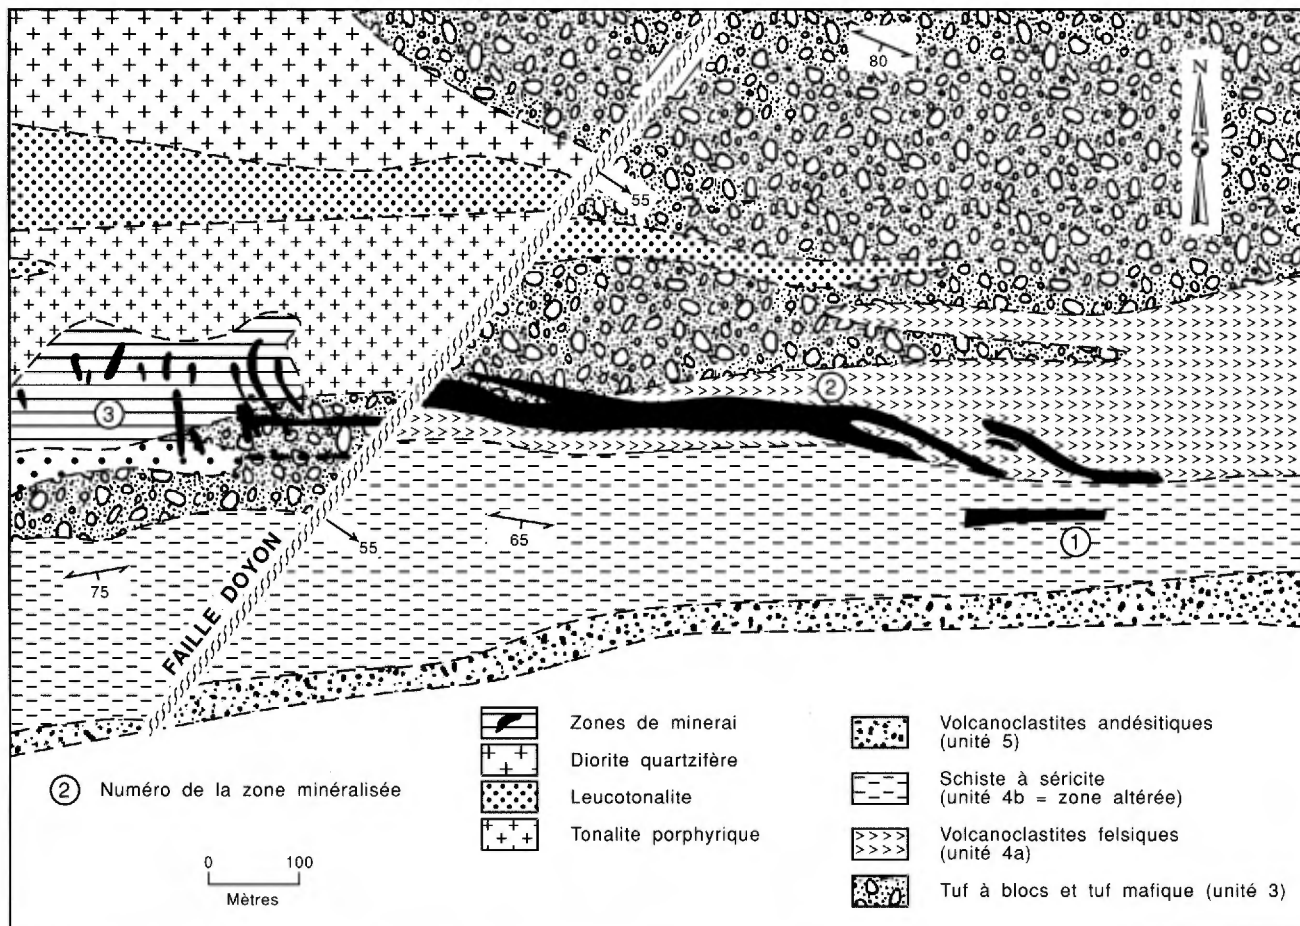 80
N
55
2
3
55
65
1
75
FAILLE DOYON
Zones de minerai
Diorite quartzifère
Leucotonalite
Tonalite porphyrique
Volcanoclastites andésitiques
(unité 5)
Schiste à séricite
(unité 4b = zone altérée)
Volcanoclastites felsiques
(unité 4a)
Tuf à blocs et tuf mafique (unité 3)
2 Numéro de la zone minéralisée
0 100
Mètres